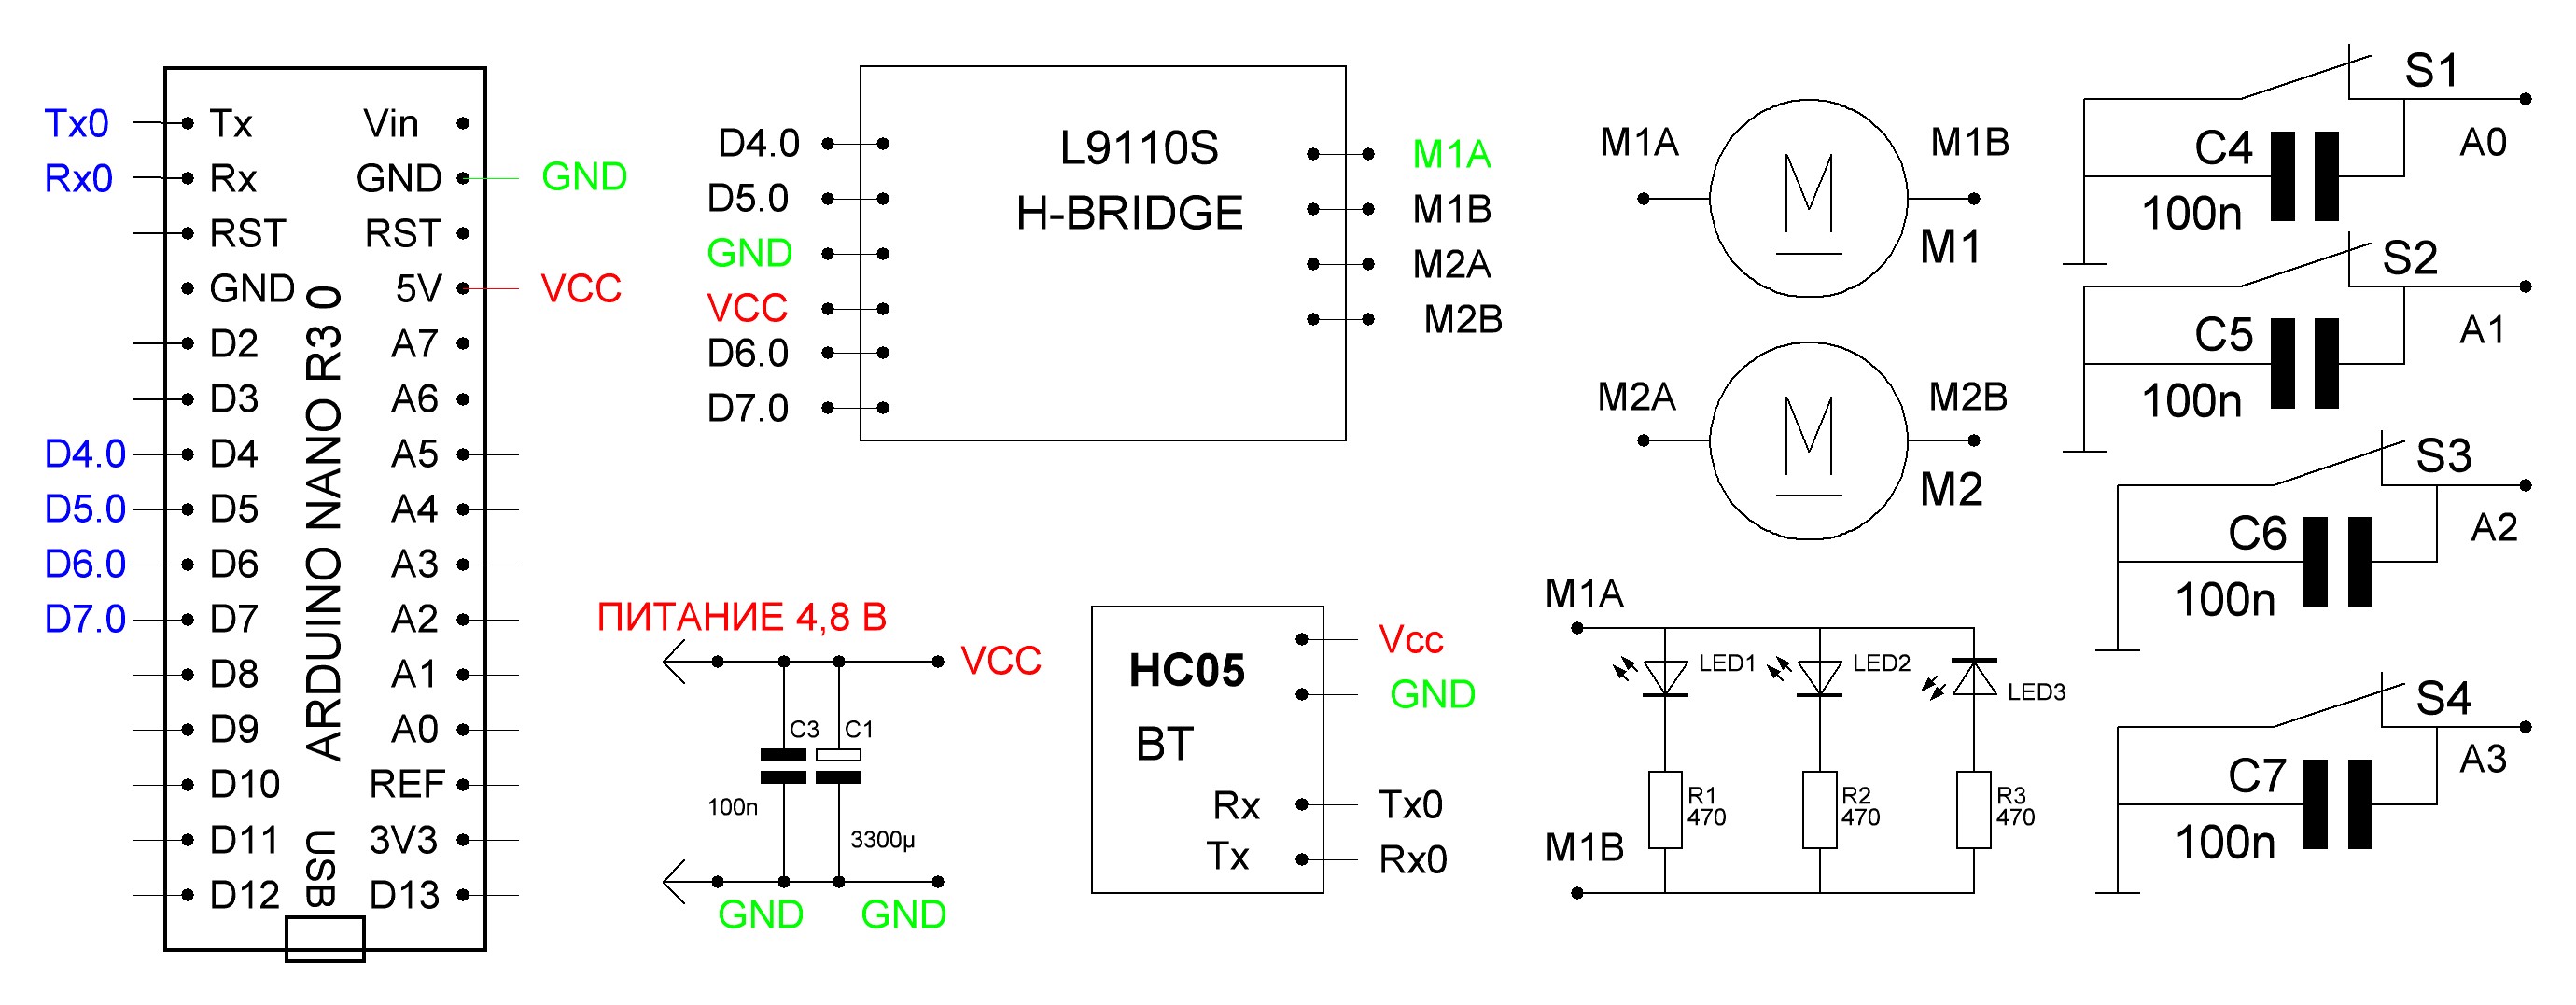 Tx0
Rx0
D4.0
D5.0
D6.0
D7.0
Tx
Rx
RST
GND
D2
D3
D4
D5
D6
D7
D8
D9
D10
D11
D12
ARDUINO NANO R3 0
USB
Vin
GND
RST
5V
A7
A6
A5
A4
A3
A2
A1
A0
REF
3V3
D13
GND
VCC
D4.0
D5.0
GND
VCC
D6.0
D7.0
L9110S
H-BRIDGE
M1A
M1B
M2A
M2B
ПИТАНИЕ 4,8 В
VCC
C3
C1
100n
3300µ
GND
GND
HC05
BT
Rx
Tx
Vcc
GND
Tx0
Rx0
M1A
M1B
M
M1
M2A
M2B
M
M2
M1A
LED1
LED2
LED3
R1
470
R2
470
R3
470
M1B
S1
C4
A0
100n
S2
C5
A1
100n
S3
C6
A2
100n
S4
C7
A3
100n